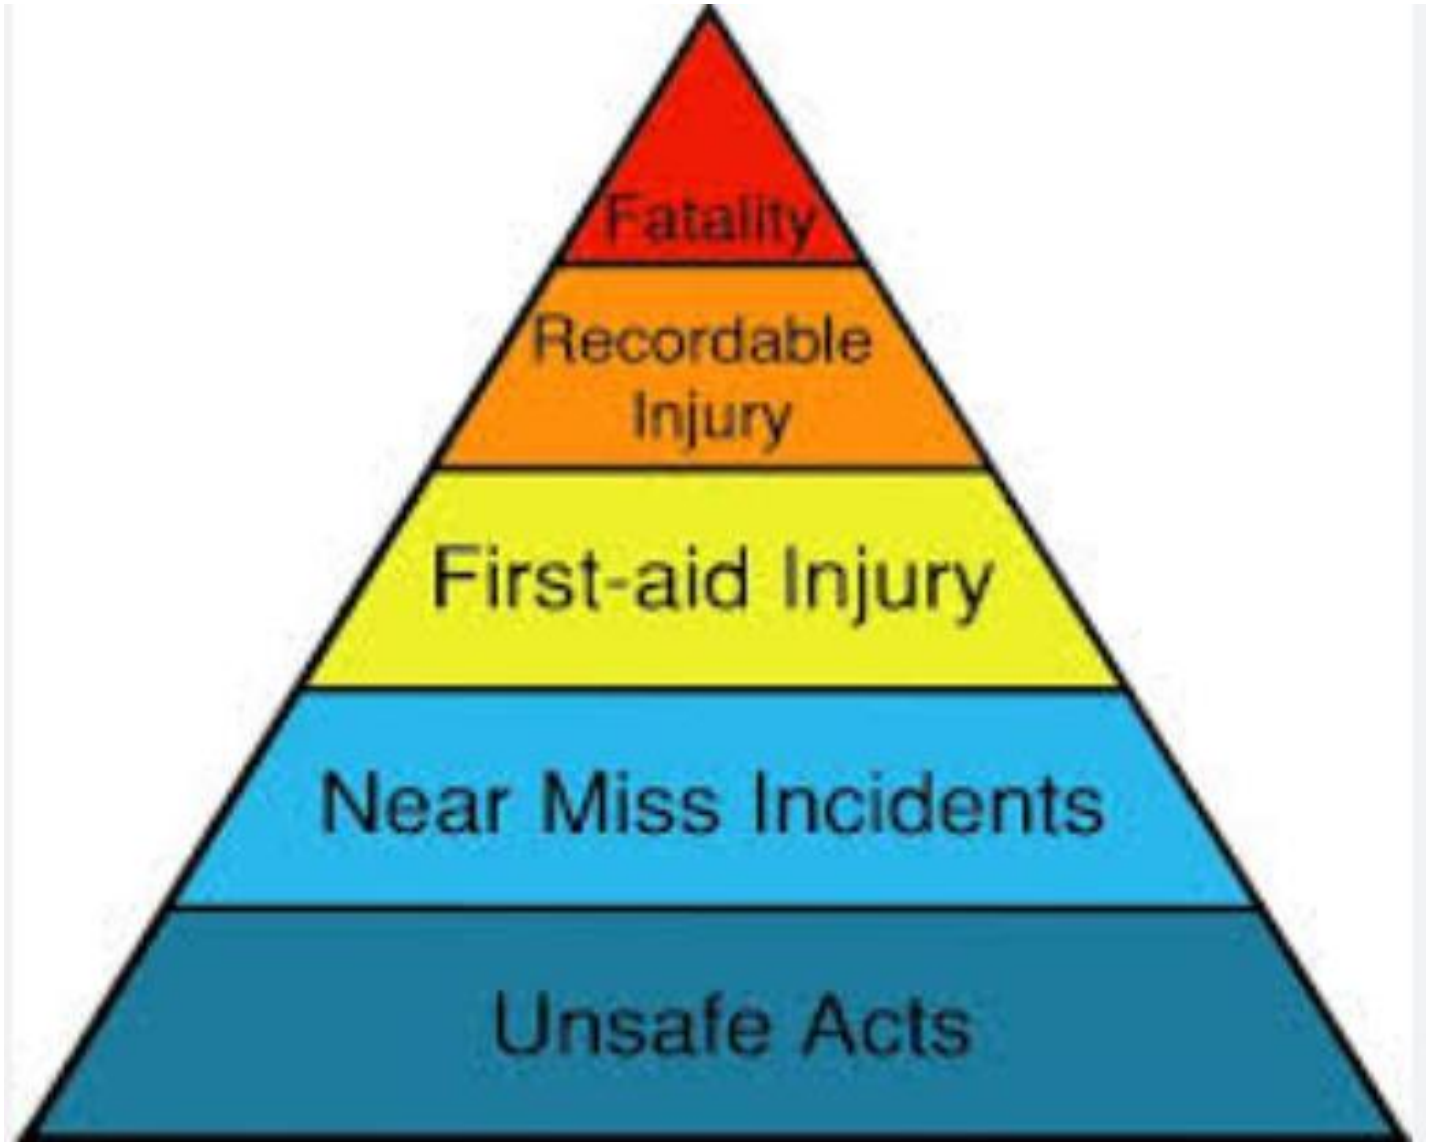 Fatality
Recordable
Injury
First-aid Injury
Near Miss Incidents
Unsafe Acts